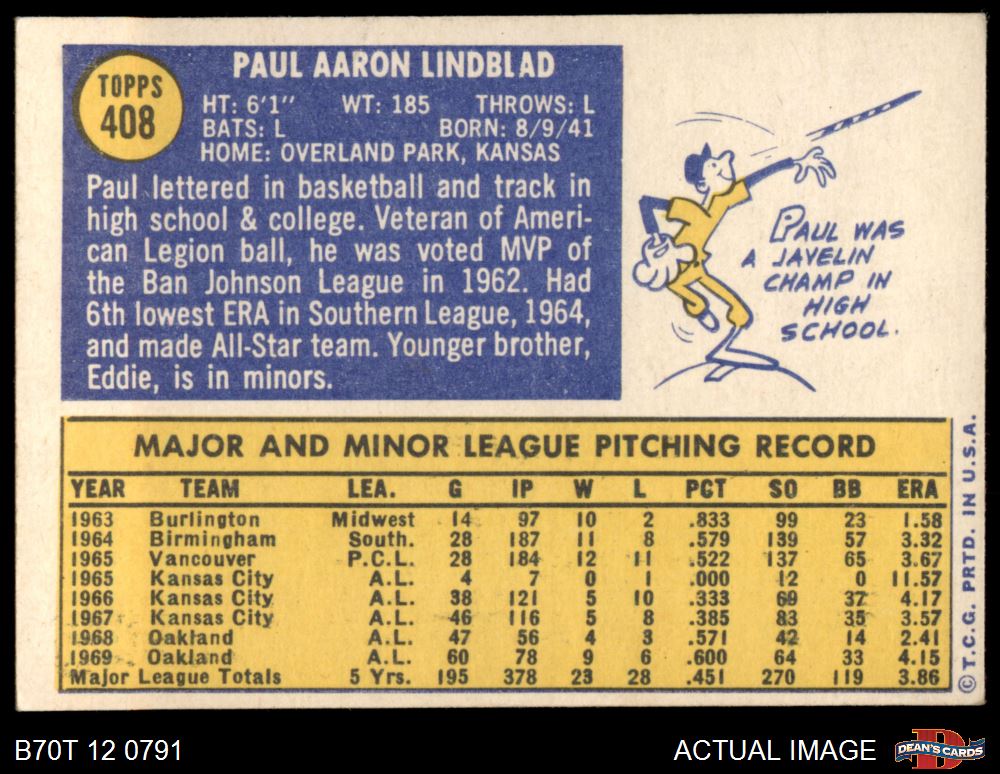 TOPPS
408
PAUL AARON LINDBLAD
HT: 6'1" WT: 185 THROWS: L
BATS: L BORN: 8/9/41
HOME: OVERLAND PARK, KANSAS
Paul lettered in basketball and track in
high school & college. Veteran of Ameri-
can Legion ball, he was voted MVP of
the Ban Johnson League in 1962. Had
6th lowest ERA in Southern League, 1964,
and made All-Star team. Younger brother,
Eddie, is in minors.
PAUL WAS
A JAVELIN
CHAMP IN
HIGH
SCHOOL.
MAJOR AND MINOR LEAGUE PITCHING RECORD
YEAR TEAM LEA. G IP W L PCT SO BB ERA
1963 Burlington Midwest 14 97 10 2 .833 99 23 1.58
1964 Birmingham South. 28 187 11 8 .579 139 57 3.32
1965 Vancouver P.C.L. 28 184 12 11 .522 137 65 3.67
1965 Kansas City A.L. 4 7 0 1 .000 12 0 11.57
1966 Kansas City A.L. 38 121 5 10 .333 69 37 4.17
1967 Kansas City A.L. 46 116 5 8 .385 83 35 3.57
1968 Oakland A.L. 47 56 4 3 .571 42 14 2.41
1969 Oakland A.L. 60 78 9 6 .600 64 33 4.15
Major League Totals 5 Yrs. 195 378 23 28 .451 270 119 3.86
© T.C.G. PRTD. IN U.S.A.
B70T 12 0791
ACTUAL IMAGE
D
DEAN'S CARDS